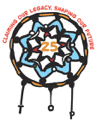 CLAIMING OUR LEGACY, SHAPING OUR FUTURE
25
I O P